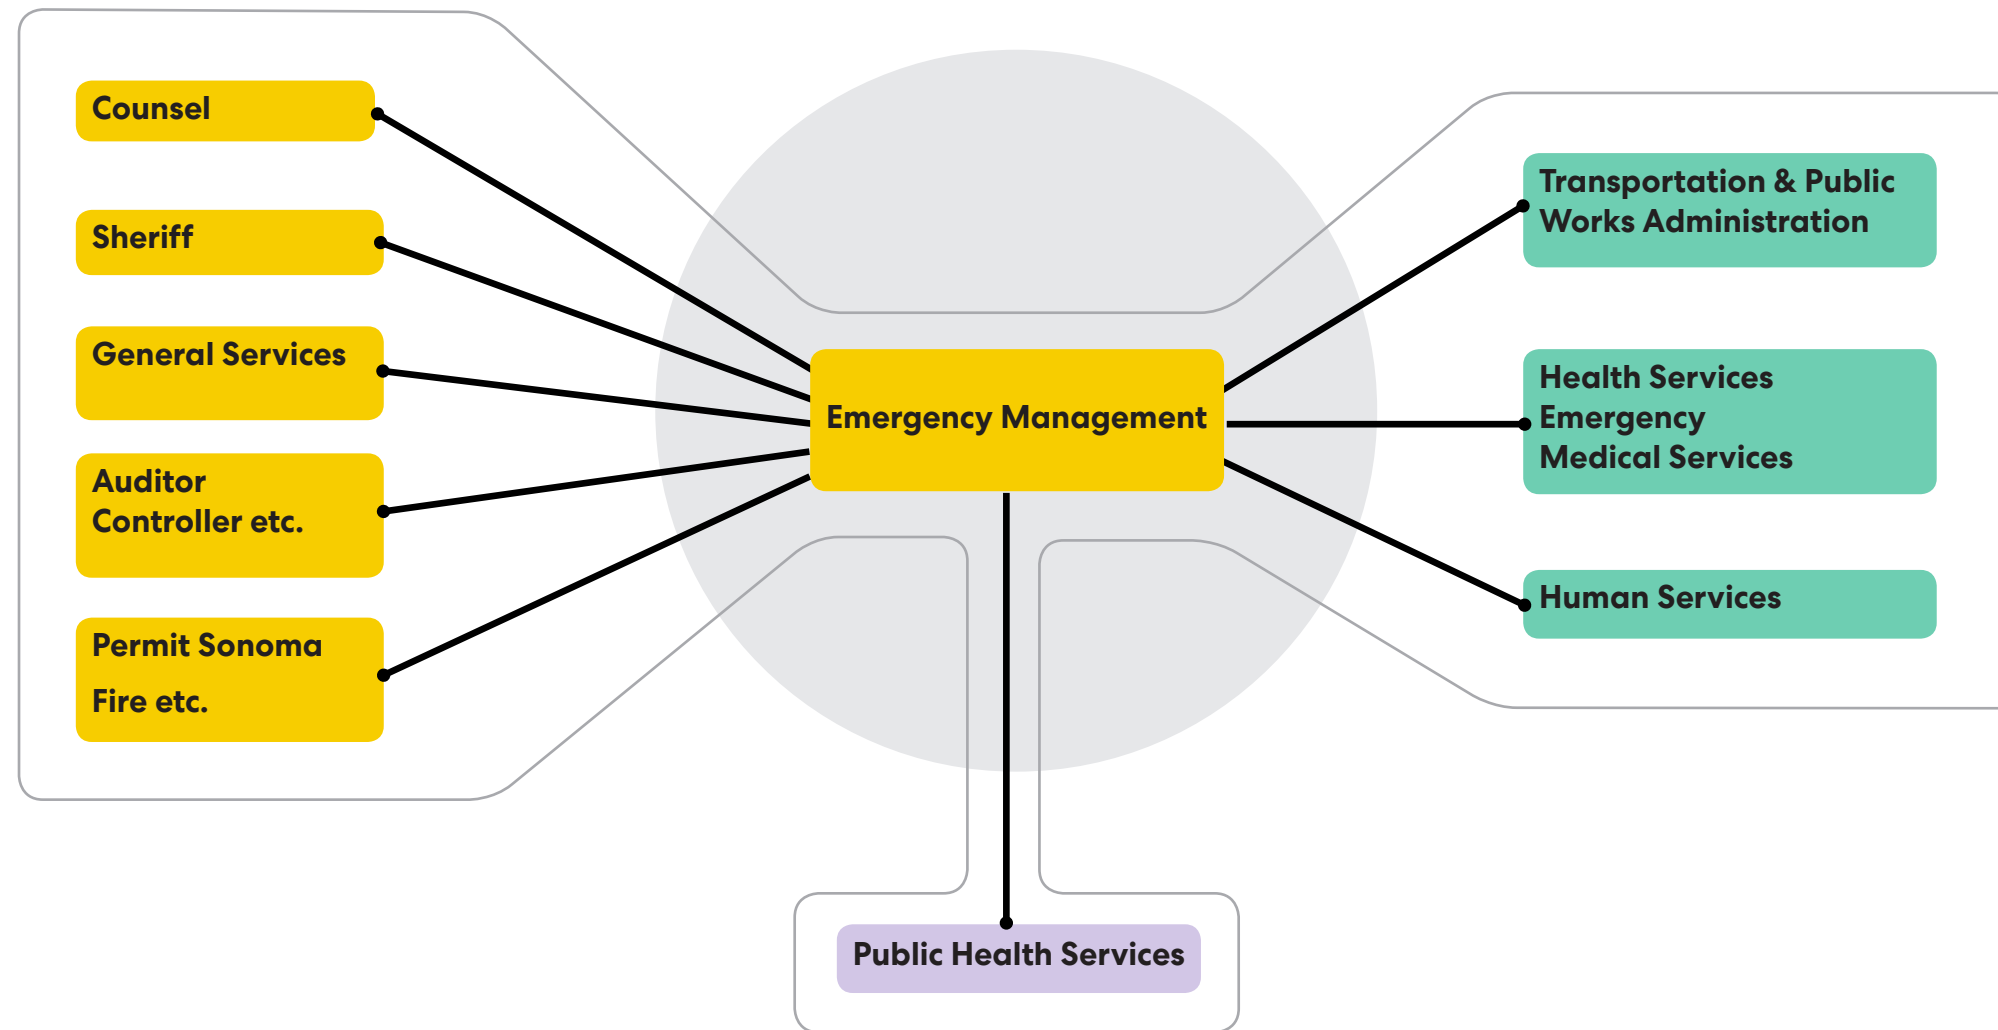 Counsel
Sheriff
General Services
Auditor
Controller etc.
Permit Sonoma
Fire etc.
Emergency Management
Transportation & Public
Works Administration
Health Services
Emergency
Medical Services
Human Services
Public Health Services